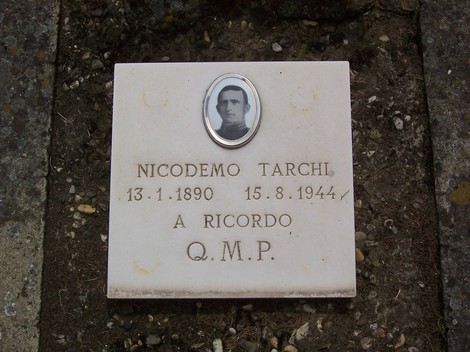 NICODEMO TARCHI
13·1·1890 15·8·1944
A RICORDO
Q.M.P.